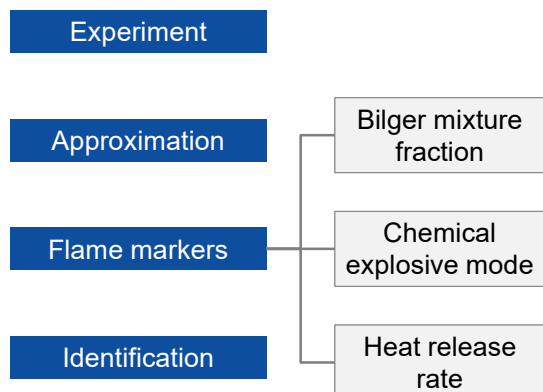 Experiment
Approximation
Flame markers
Identification
Bilger mixture
fraction
Chemical
explosive mode
Heat release
rate